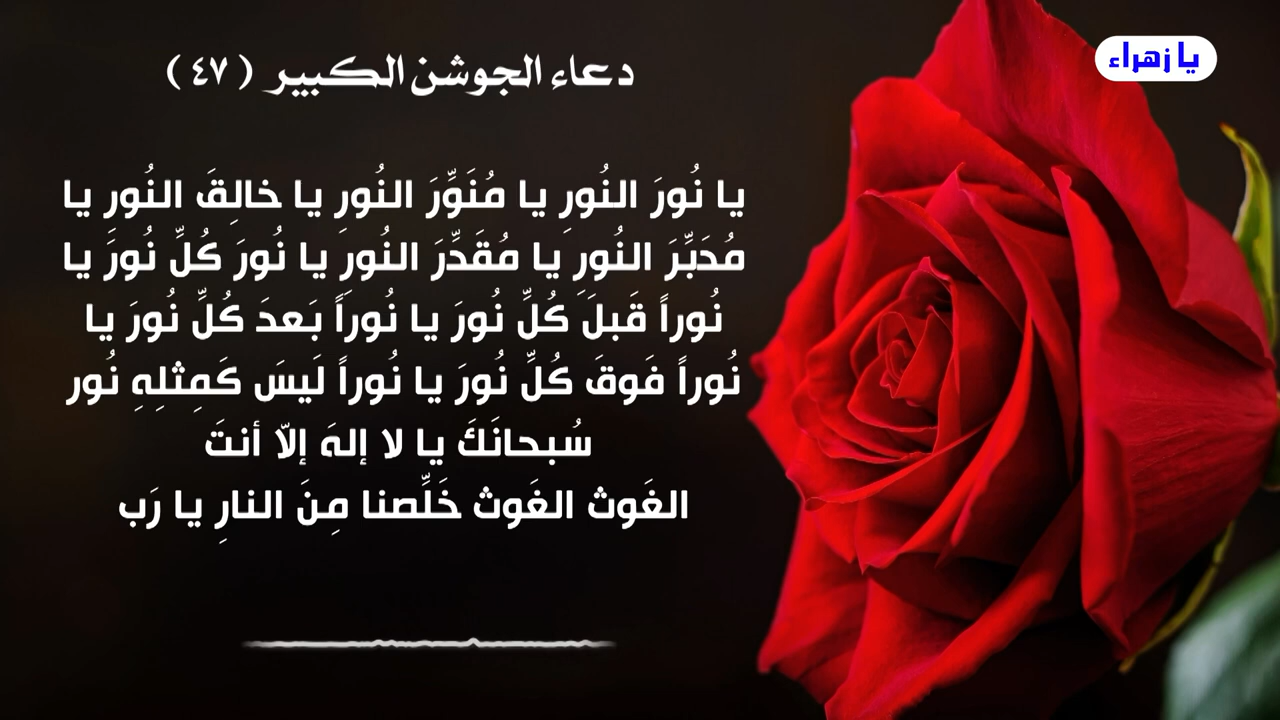 يا زهراء
دعاء الجوشن الكبير ( ٤٧ )
يا نُورَ النُورِ يا مُنَوِّرَ النُورِ يا خالِقَ النُورِ يا
مُدَبِّرَ النُورِ يا مُقَدِّرَ النُورِ يا نُورَ كُلِّ نُورَ يا
نُوراً قَبلَ كُلِّ نُورَ يا نُوراً بَعدَ كُلِّ نُورَ يا
نُوراً فَوقَ كُلِّ نُورَ يا نُوراً لَيسَ كَمِثلِهِ نُور
سُبحانَكَ يا لا إلهَ إلاّ أنتَ
الغَوث الغَوث خَلِّصنا مِنَ النارِ يا رَب